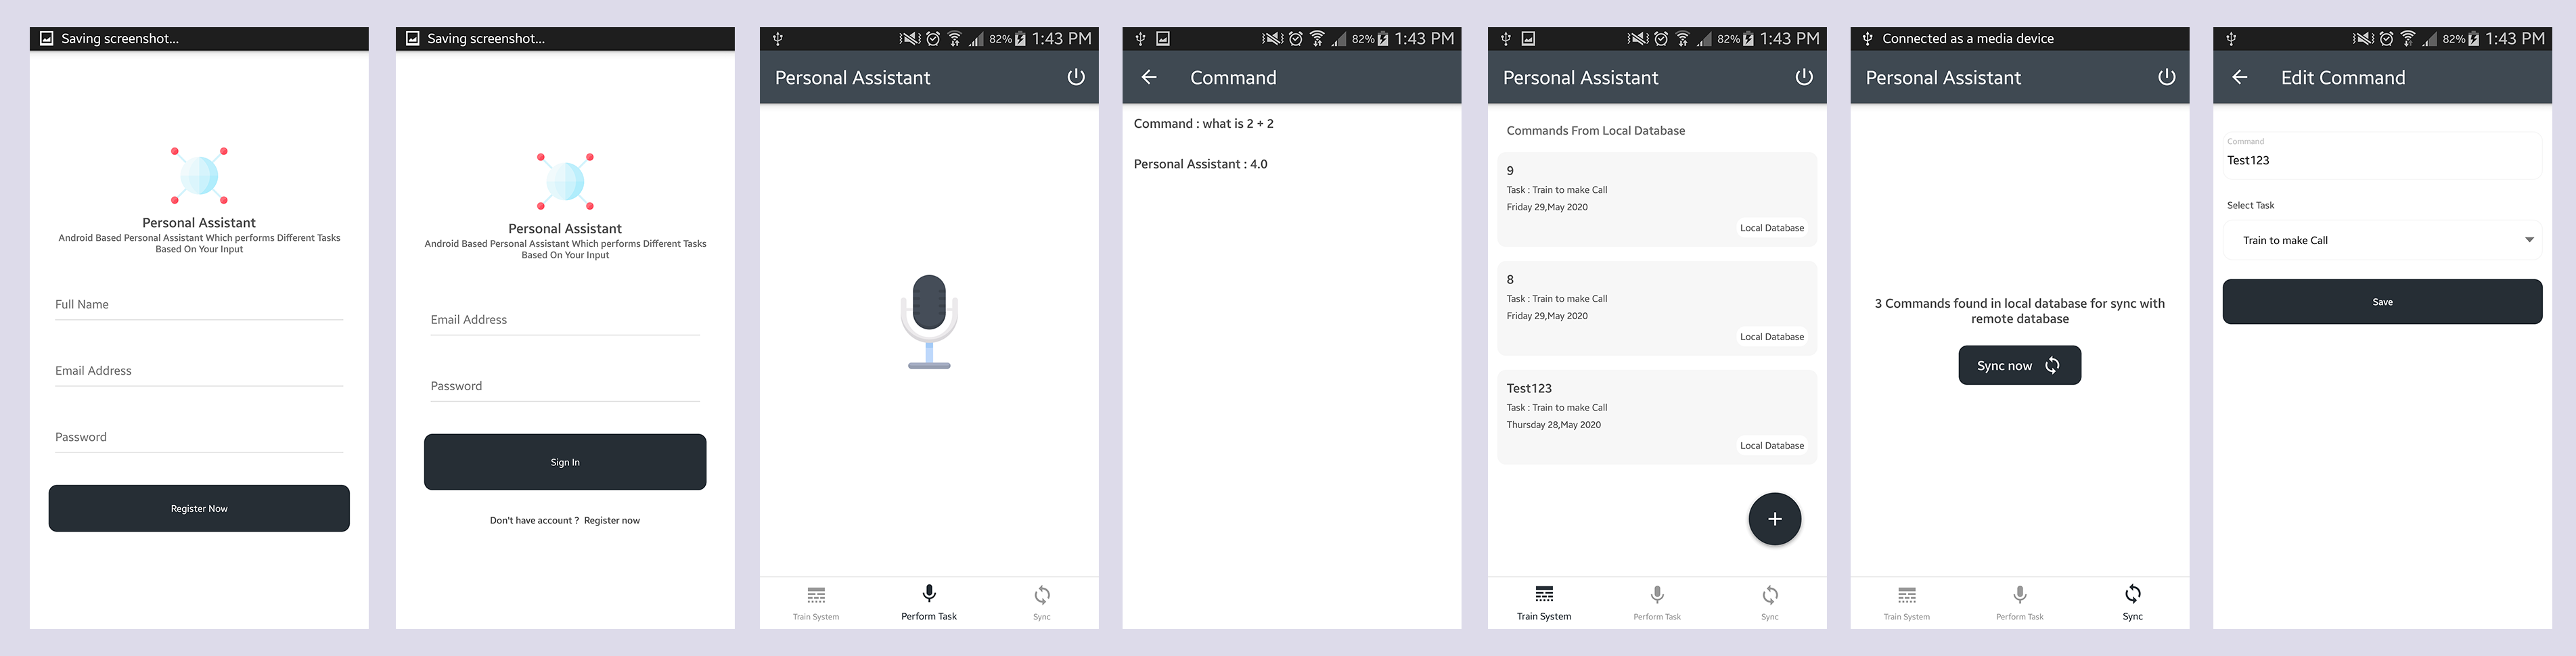 Saving screenshot...
Personal Assistant
Android Based Personal Assistant Which performs Different Tasks
Based On Your Input
Full Name
Email Address
Password
Register Now
Saving screenshot...
Personal Assistant
Android Based Personal Assistant Which performs Different Tasks
Based On Your Input
Email Address
Password
Sign In
Don't have account ? Register now
82% 1:43 PM
Personal Assistant
Train System
Perform Task
Sync
82% 1:43 PM
Command
Command : what is 2 + 2
Personal Assistant : 4.0
82% 1:43 PM
Personal Assistant
Commands From Local Database
9
Task : Train to make Call
Friday 29,May 2020
Local Database
8
Task : Train to make Call
Friday 29,May 2020
Local Database
Test123
Task : Train to make Call
Thursday 28,May 2020
Local Database
+
Train System
Perform Task
Sync
Connected as a media device
Personal Assistant
3 Commands found in local database for sync with
remote database
Sync now
Train System
Perform Task
Sync
82% 1:43 PM
Edit Command
Command
Test123
Select Task
Train to make Call
Save